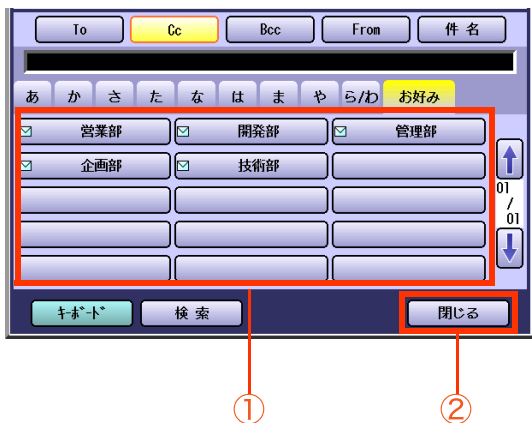 To Cc Bcc From 件 名
あ か さ た な は ま や ら/わ お好み
営業部 開発部 管理部
企画部 技術部
01
/
01
ｷｰﾎﾞｰﾄﾞ 検 索 閉じる
① ②